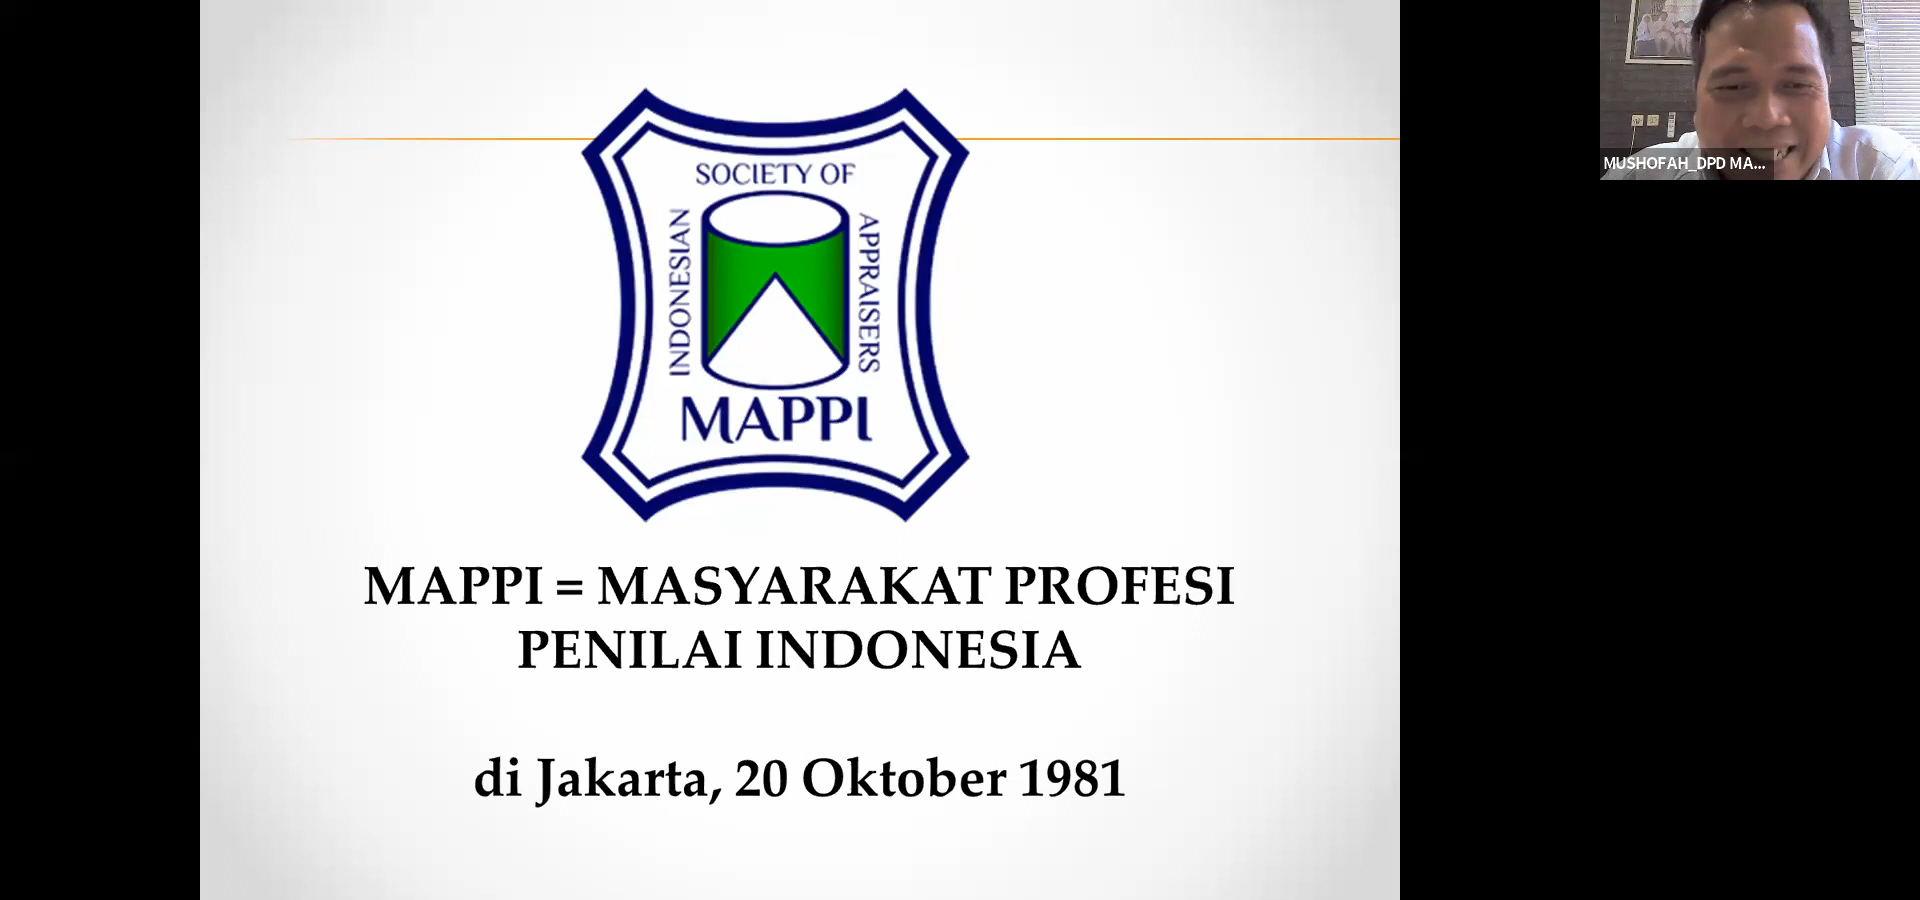 SOCIETY OF
INDONESIAN
APPRAISERS
MAPPI
MAPPI = MASYARAKAT PROFESI
PENILAI INDONESIA
di Jakarta, 20 Oktober 1981
MUSHOFAH_DPD MA...